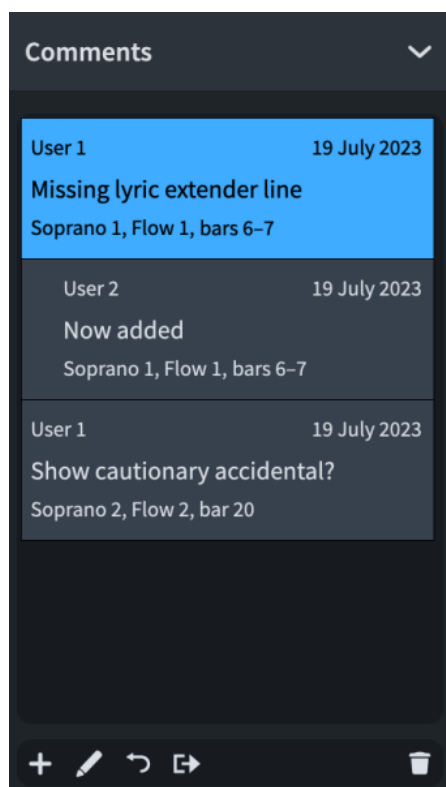 Comments
User 1 19 July 2023
Missing lyric extender line
Soprano 1, Flow 1, bars 6–7
User 2 19 July 2023
Now added
Soprano 1, Flow 1, bars 6–7
User 1 19 July 2023
Show cautionary accidental?
Soprano 2, Flow 2, bar 20